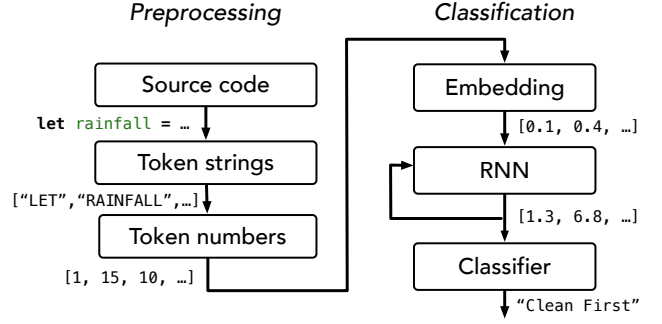 Preprocessing
Source code
let rainfall = …
Token strings
["LET","RAINFALL",…]
Token numbers
[1, 15, 10, …]
Classification
Embedding
[0.1, 0.4, …]
RNN
[1.3, 6.8, …]
Classifier
“Clean First”